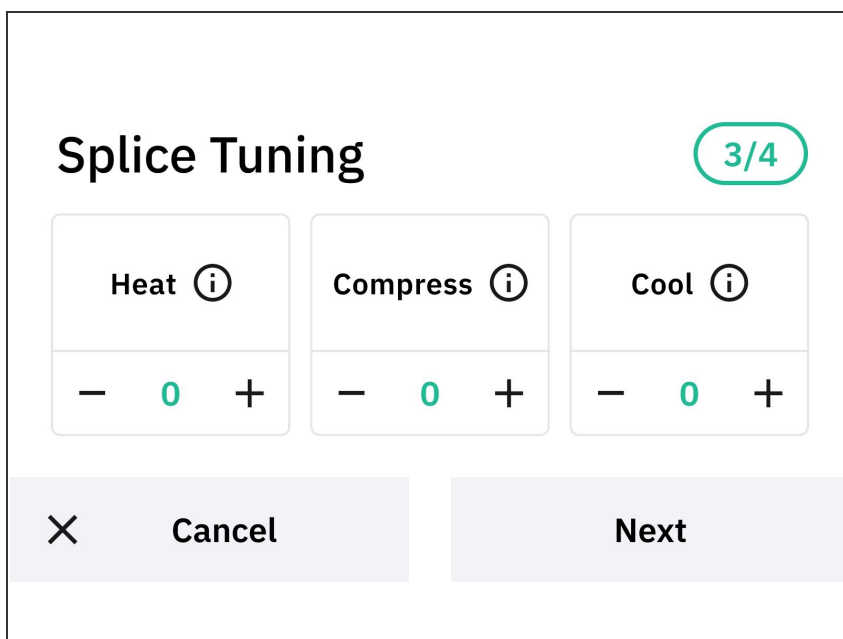 Splice Tuning 3/4
Heat Compress Cool
− 0 + − 0 + − 0 +
Cancel Next